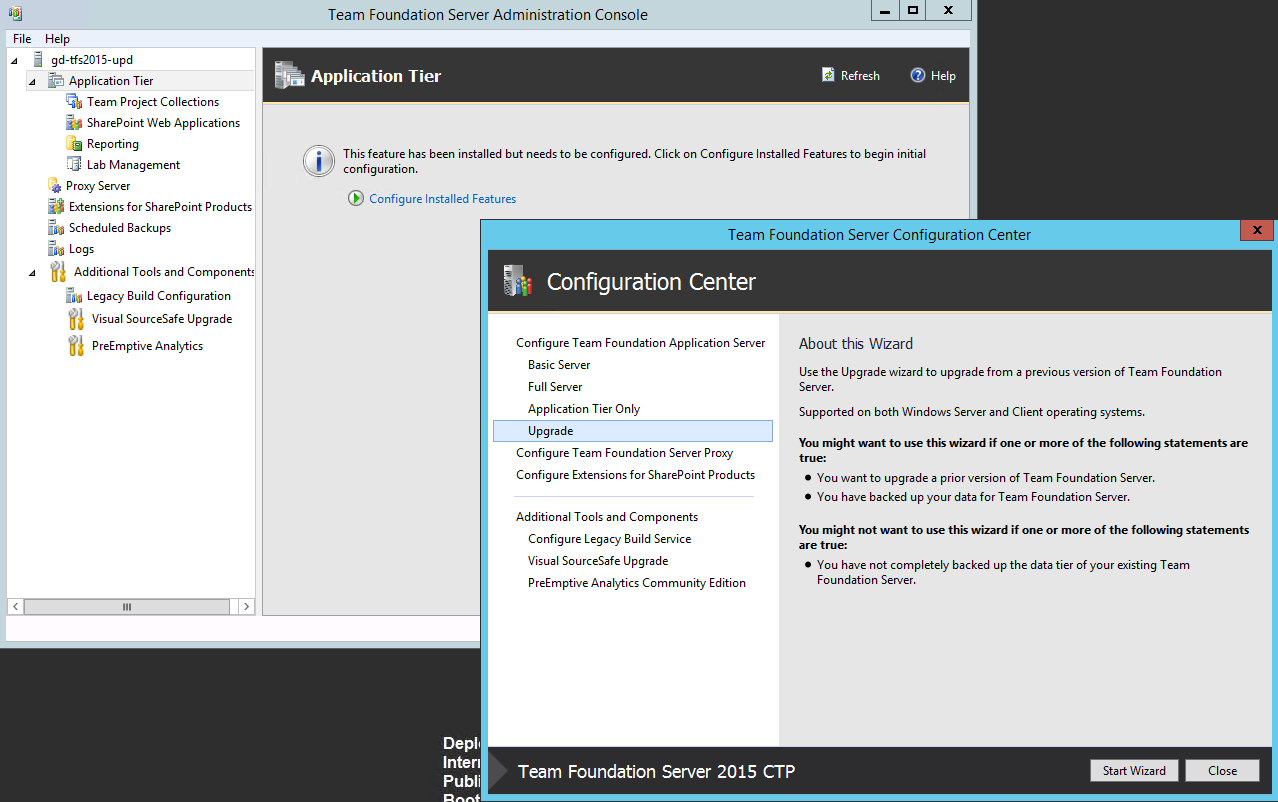 Team Foundation Server Administration Console
File Help
gd-tfs2015-upd
Application Tier
Team Project Collections
SharePoint Web Applications
Reporting
Lab Management
Proxy Server
Extensions for SharePoint Products
Scheduled Backups
Logs
Additional Tools and Components
Legacy Build Configuration
Visual SourceSafe Upgrade
PreEmptive Analytics
Application Tier
Refresh
Help
This feature has been installed but needs to be configured. Click on Configure Installed Features to begin initial
configuration.
Configure Installed Features
Team Foundation Server Configuration Center
Configuration Center
Configure Team Foundation Application Server
Basic Server
Full Server
Application Tier Only
Upgrade
Configure Team Foundation Server Proxy
Configure Extensions for SharePoint Products
Additional Tools and Components
Configure Legacy Build Service
Visual SourceSafe Upgrade
PreEmptive Analytics Community Edition
About this Wizard
Use the Upgrade wizard to upgrade from a previous version of Team Foundation
Server.
Supported on both Windows Server and Client operating systems.
You might want to use this wizard if one or more of the following statements are
true:
• You want to upgrade a prior version of Team Foundation Server.
• You have backed up your data for Team Foundation Server.
You might not want to use this wizard if one or more of the following statements
are true:
• You have not completely backed up the data tier of your existing Team
Foundation Server.
Team Foundation Server 2015 CTP
Start Wizard
Close